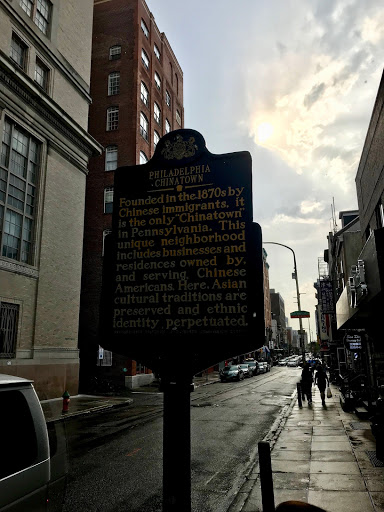 PHILADELPHIA
CHINATOWN
Founded in the 1870s by
Chinese immigrants, it
is the only "Chinatown"
in Pennsylvania. This
unique neighborhood
includes businesses and
residences owned by,
and serving, Chinese
Americans. Here, Asian
cultural traditions are
preserved and ethnic
identity perpetuated.